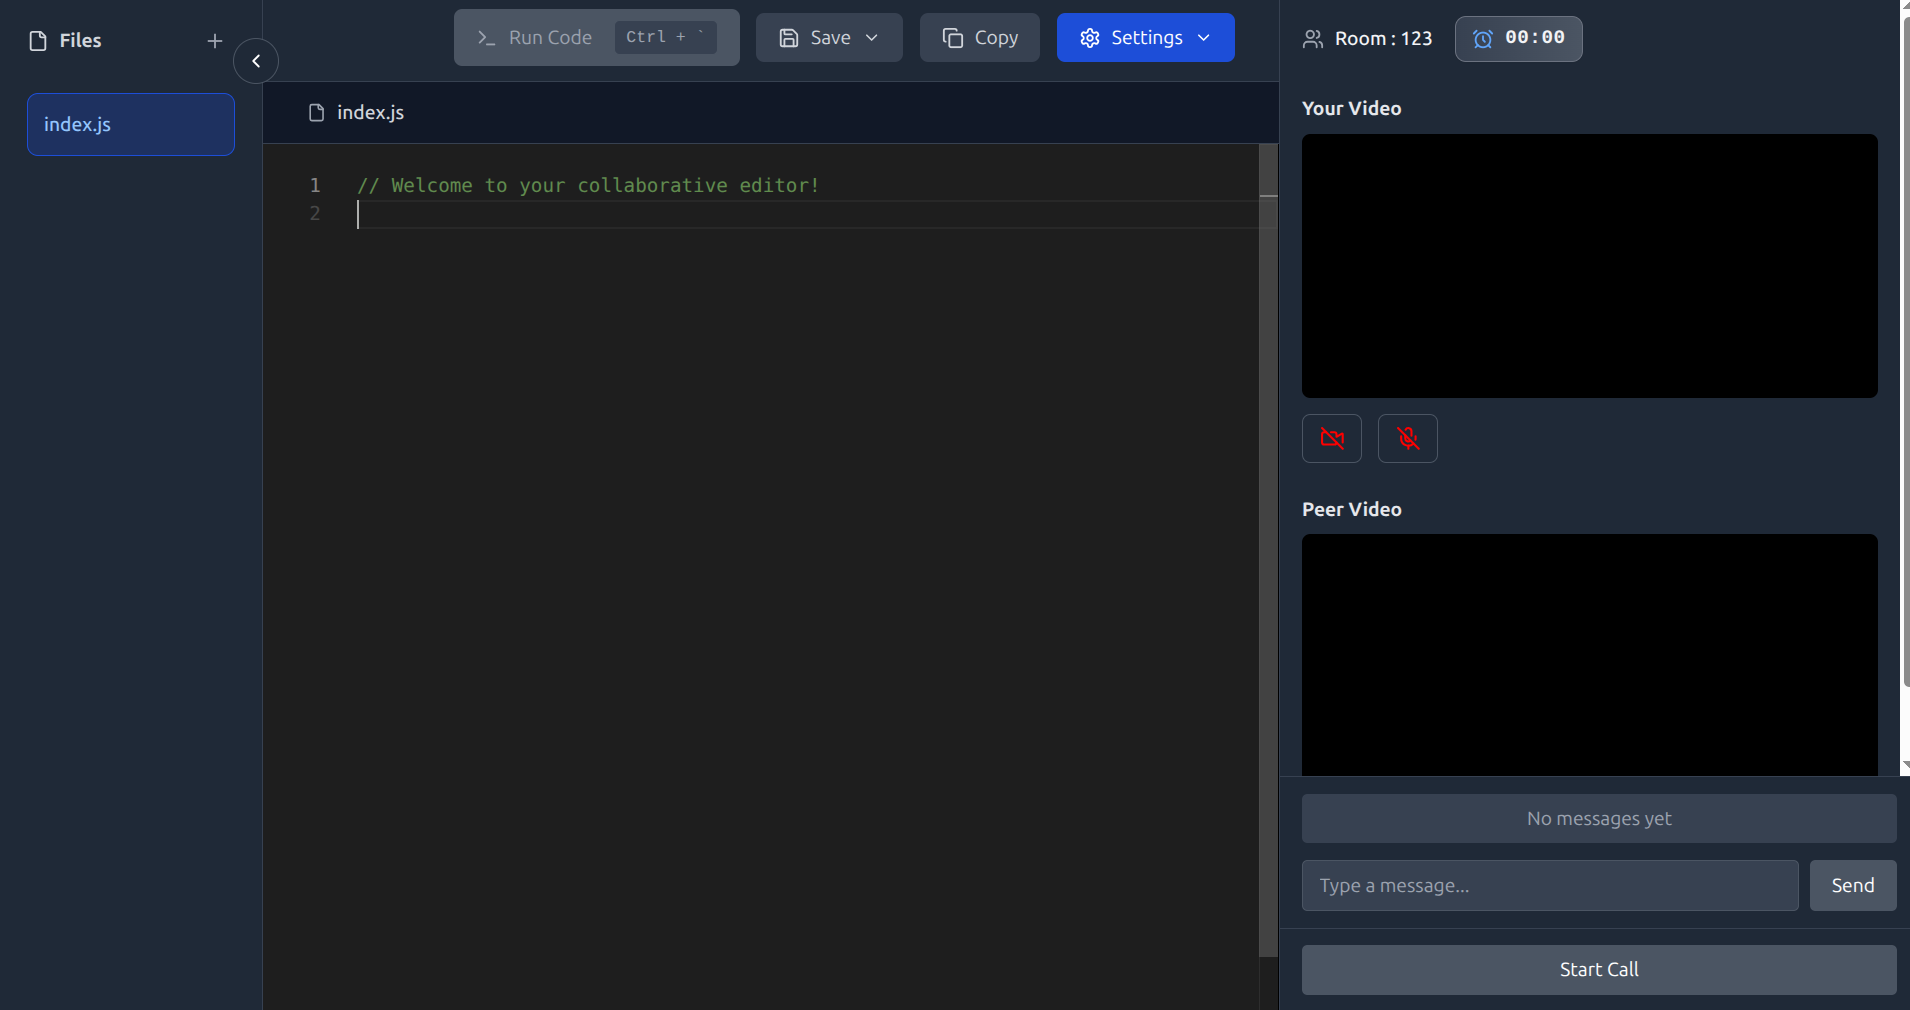 Files
index.js
Run Code Ctrl + `
Save
Copy
Settings
index.js
1 // Welcome to your collaborative editor!
2
Room : 123
00:00
Your Video
Peer Video
No messages yet
Type a message...
Send
Start Call